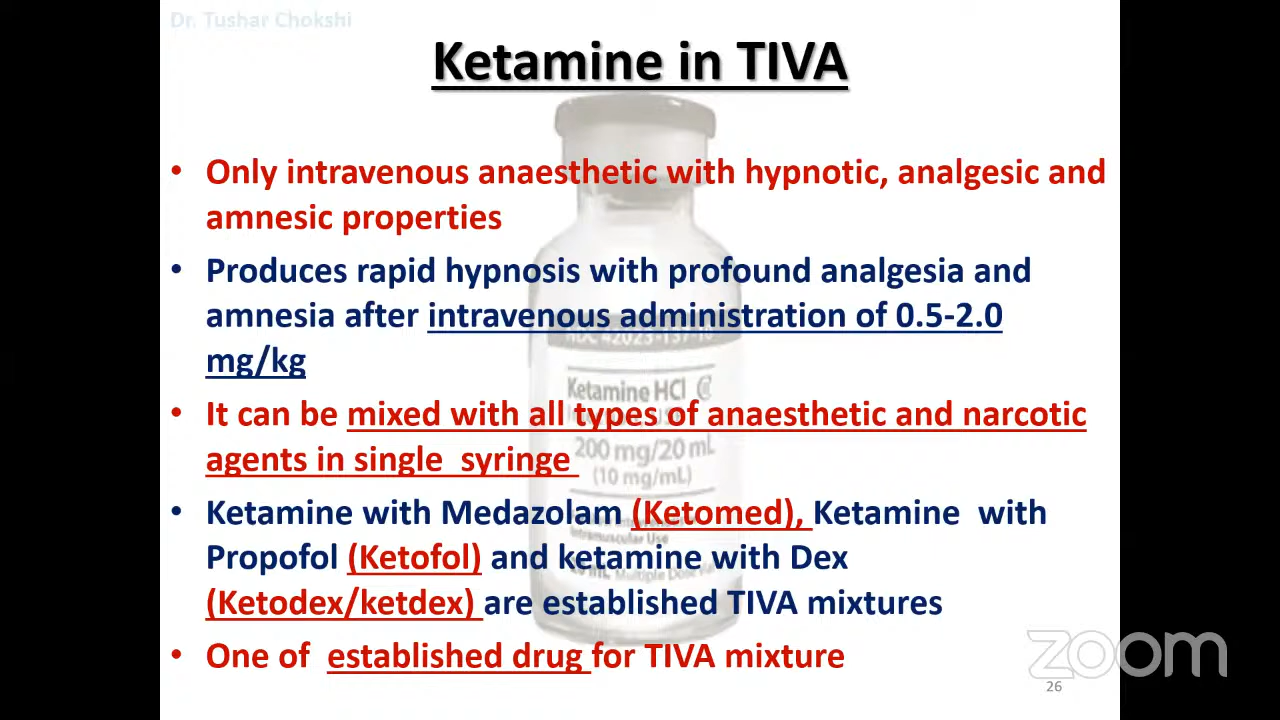 Dr. Tushar Chokshi
Ketamine in TIVA
• Only intravenous anaesthetic with hypnotic, analgesic and
amnesic properties
• Produces rapid hypnosis with profound analgesia and
amnesia after intravenous administration of 0.5-2.0
mg/kg
• It can be mixed with all types of anaesthetic and narcotic
agents in single syringe
• Ketamine with Medazolam (Ketomed), Ketamine with
Propofol (Ketofol) and ketamine with Dex
(Ketodex/ketdex) are established TIVA mixtures
• One of established drug for TIVA mixture
Ketamine HCl
200 mg/20 mL
(10 mg/mL)
Intramuscular Use
zoom
26